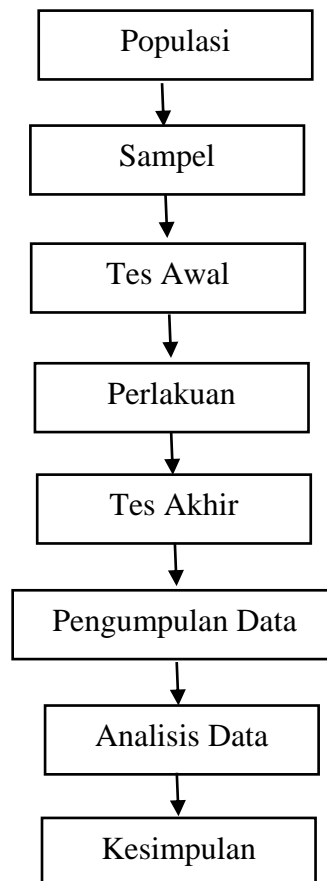 Populasi
Sampel
Tes Awal
Perlakuan
Tes Akhir
Pengumpulan Data
Analisis Data
Kesimpulan